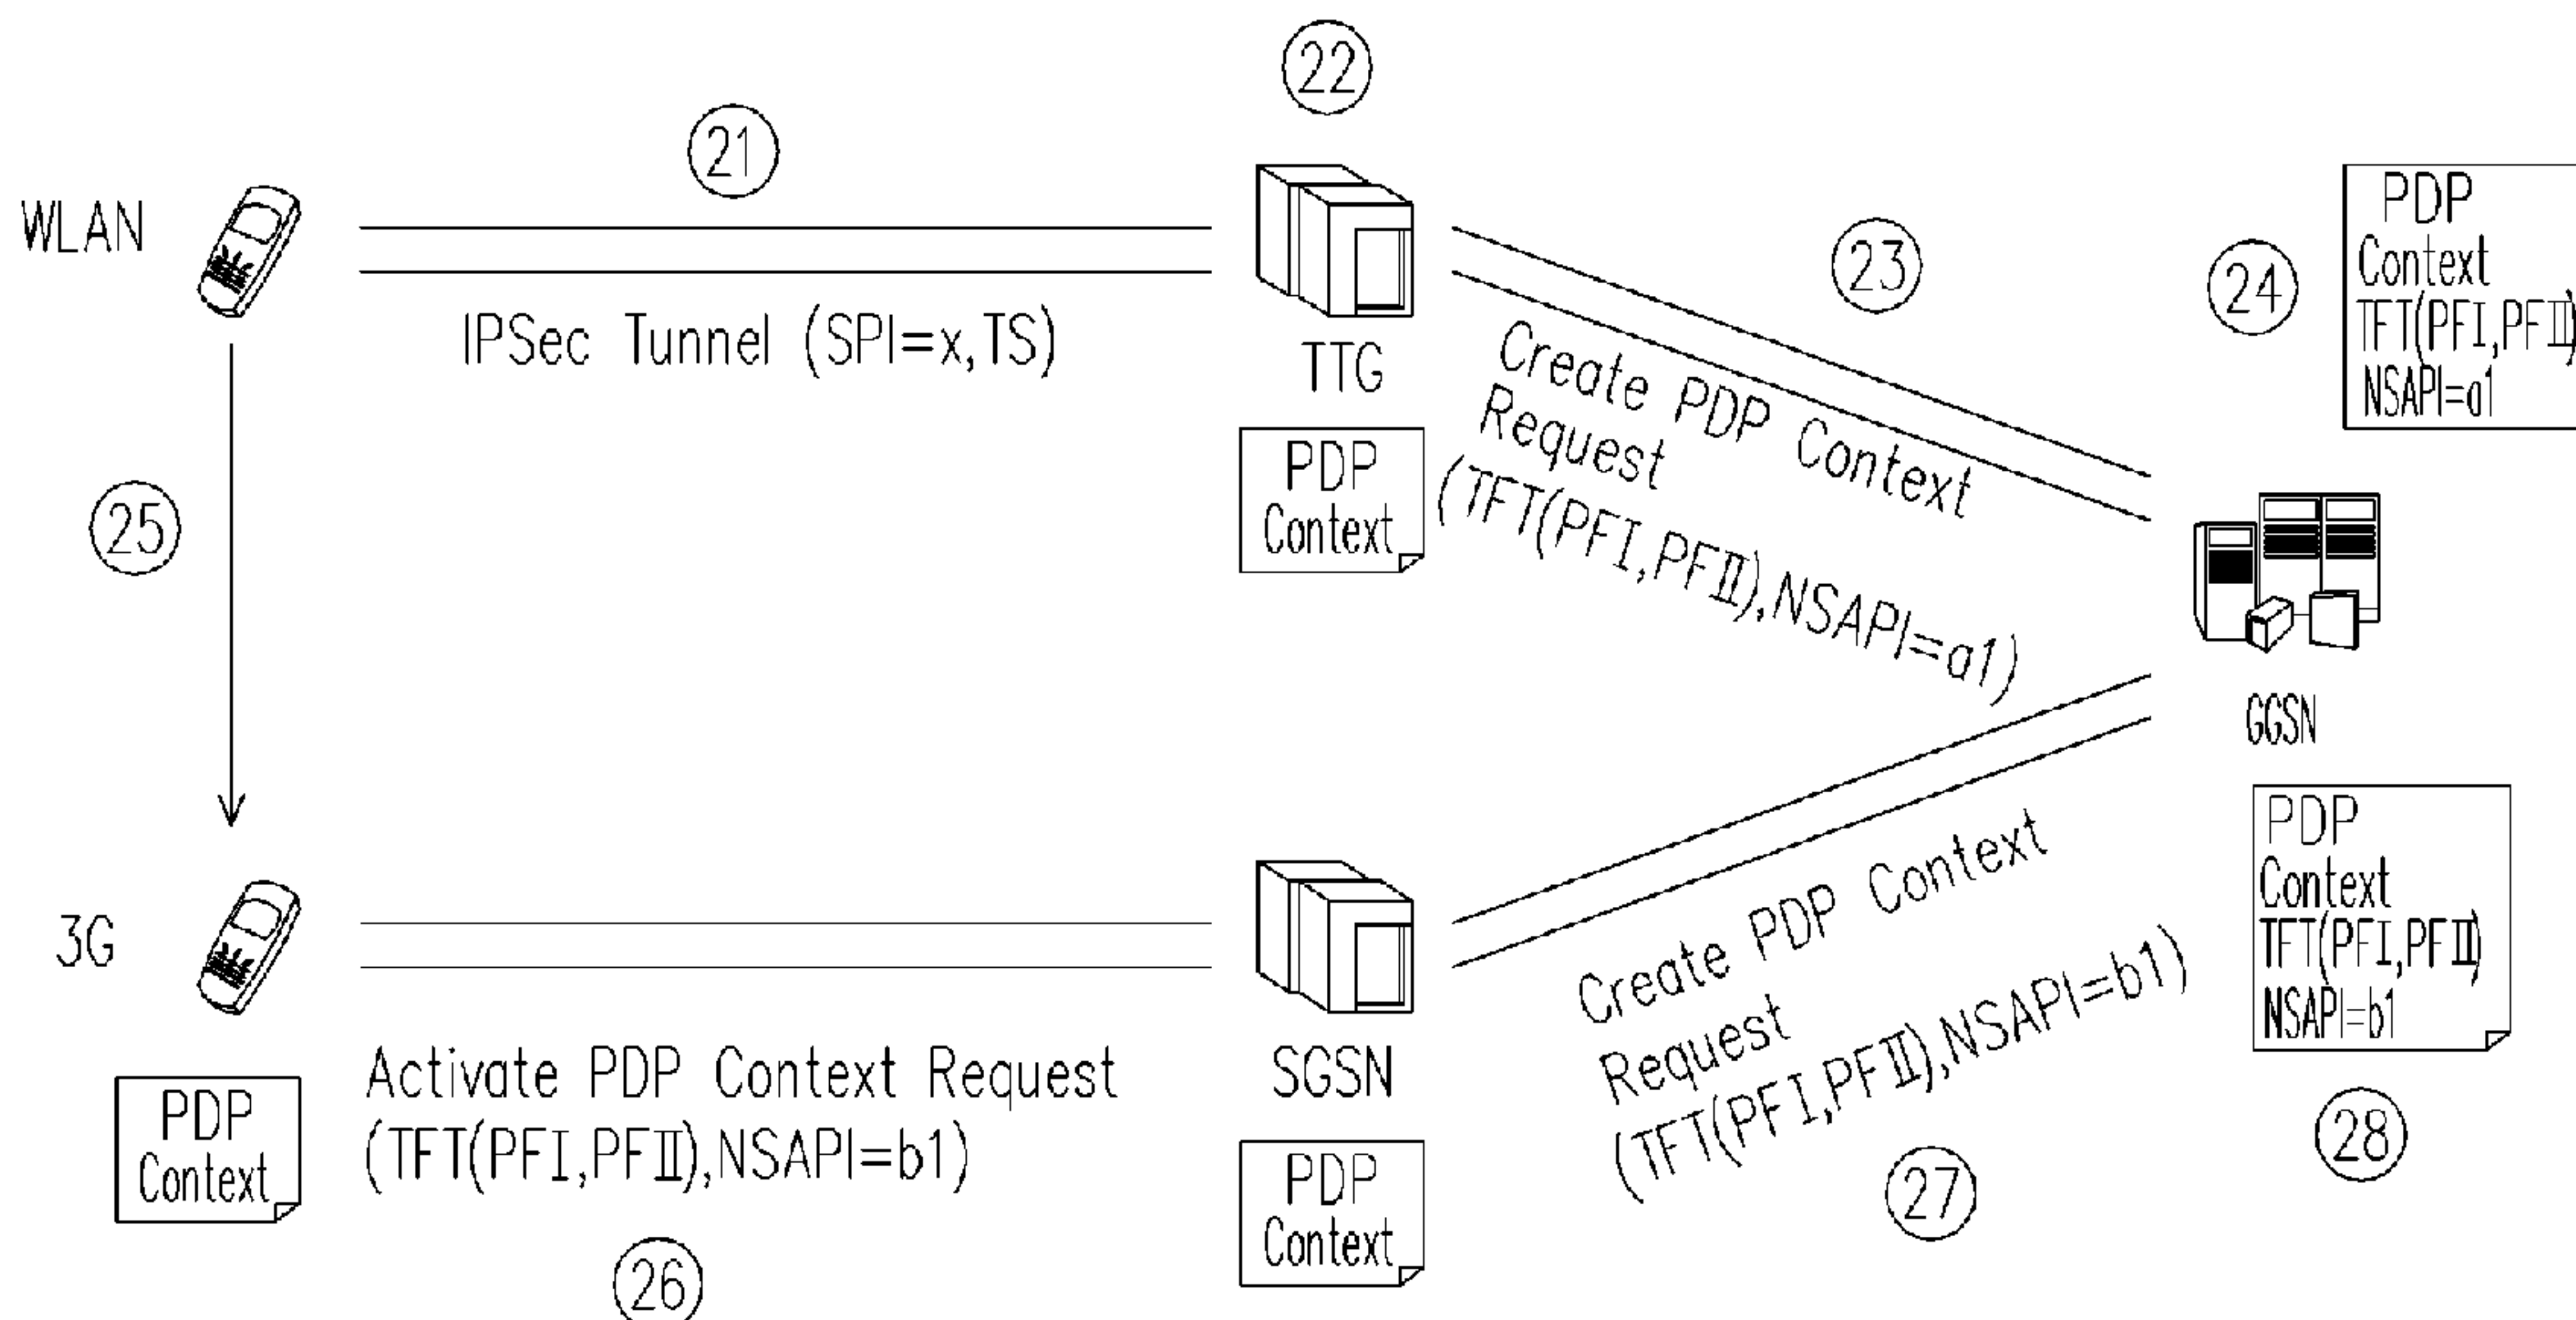 22
21
WLAN
IPSec Tunnel (SPI=x,TS)
TTG
PDP
Context
23
Create PDP Context
Request
(TFT(PFI,PFII),NSAPI=a1)
24
PDP
Context
TFT(PFI,PFII)
NSAPI=a1
GGSN
25
3G
PDP
Context
Activate PDP Context Request
(TFT(PFI,PFII),NSAPI=b1)
26
SGSN
PDP
Context
Create PDP Context
Request
(TFT(PFI,PFII),NSAPI=b1)
27
PDP
Context
TFT(PFI,PFII)
NSAPI=b1
28